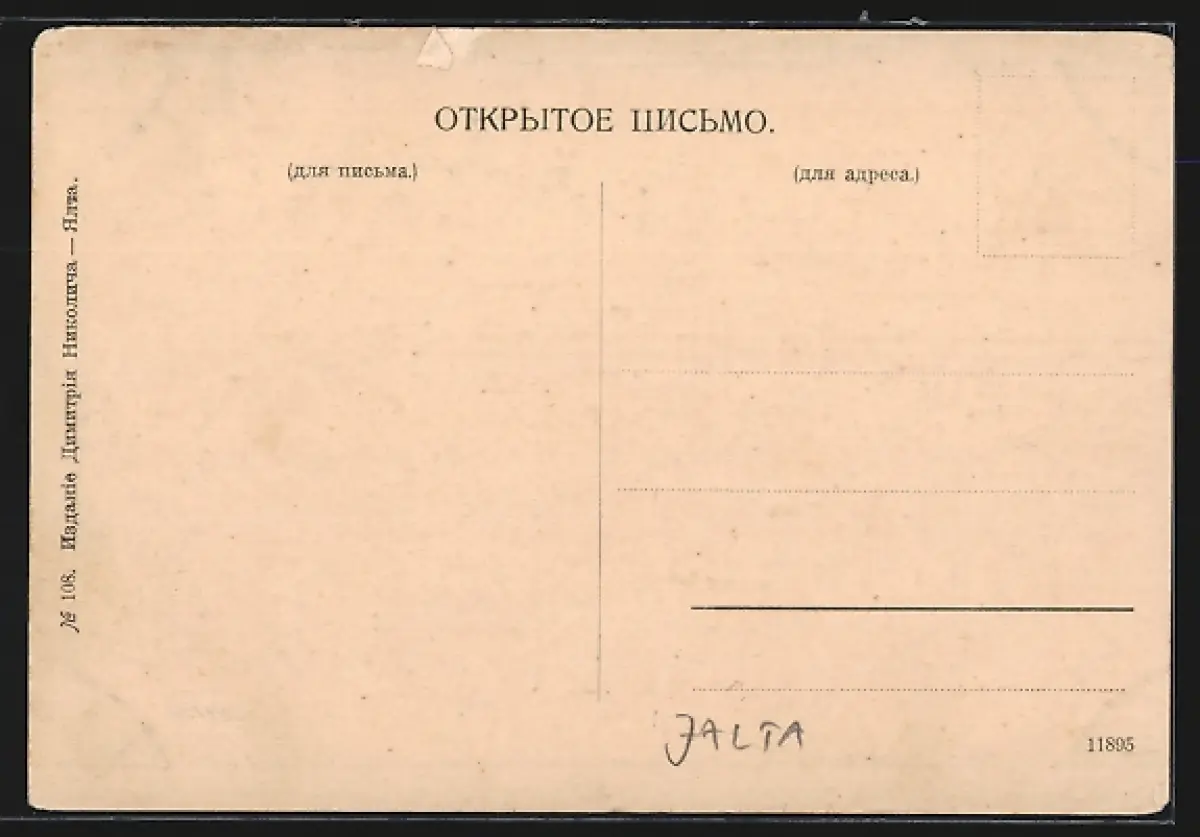 ОТКРЫТОЕ ПИСЬМО.
(для письма.)
(для адреса.)
№ 108. Изданіе Димитрія Николича — Ялта.
JALTA
11895